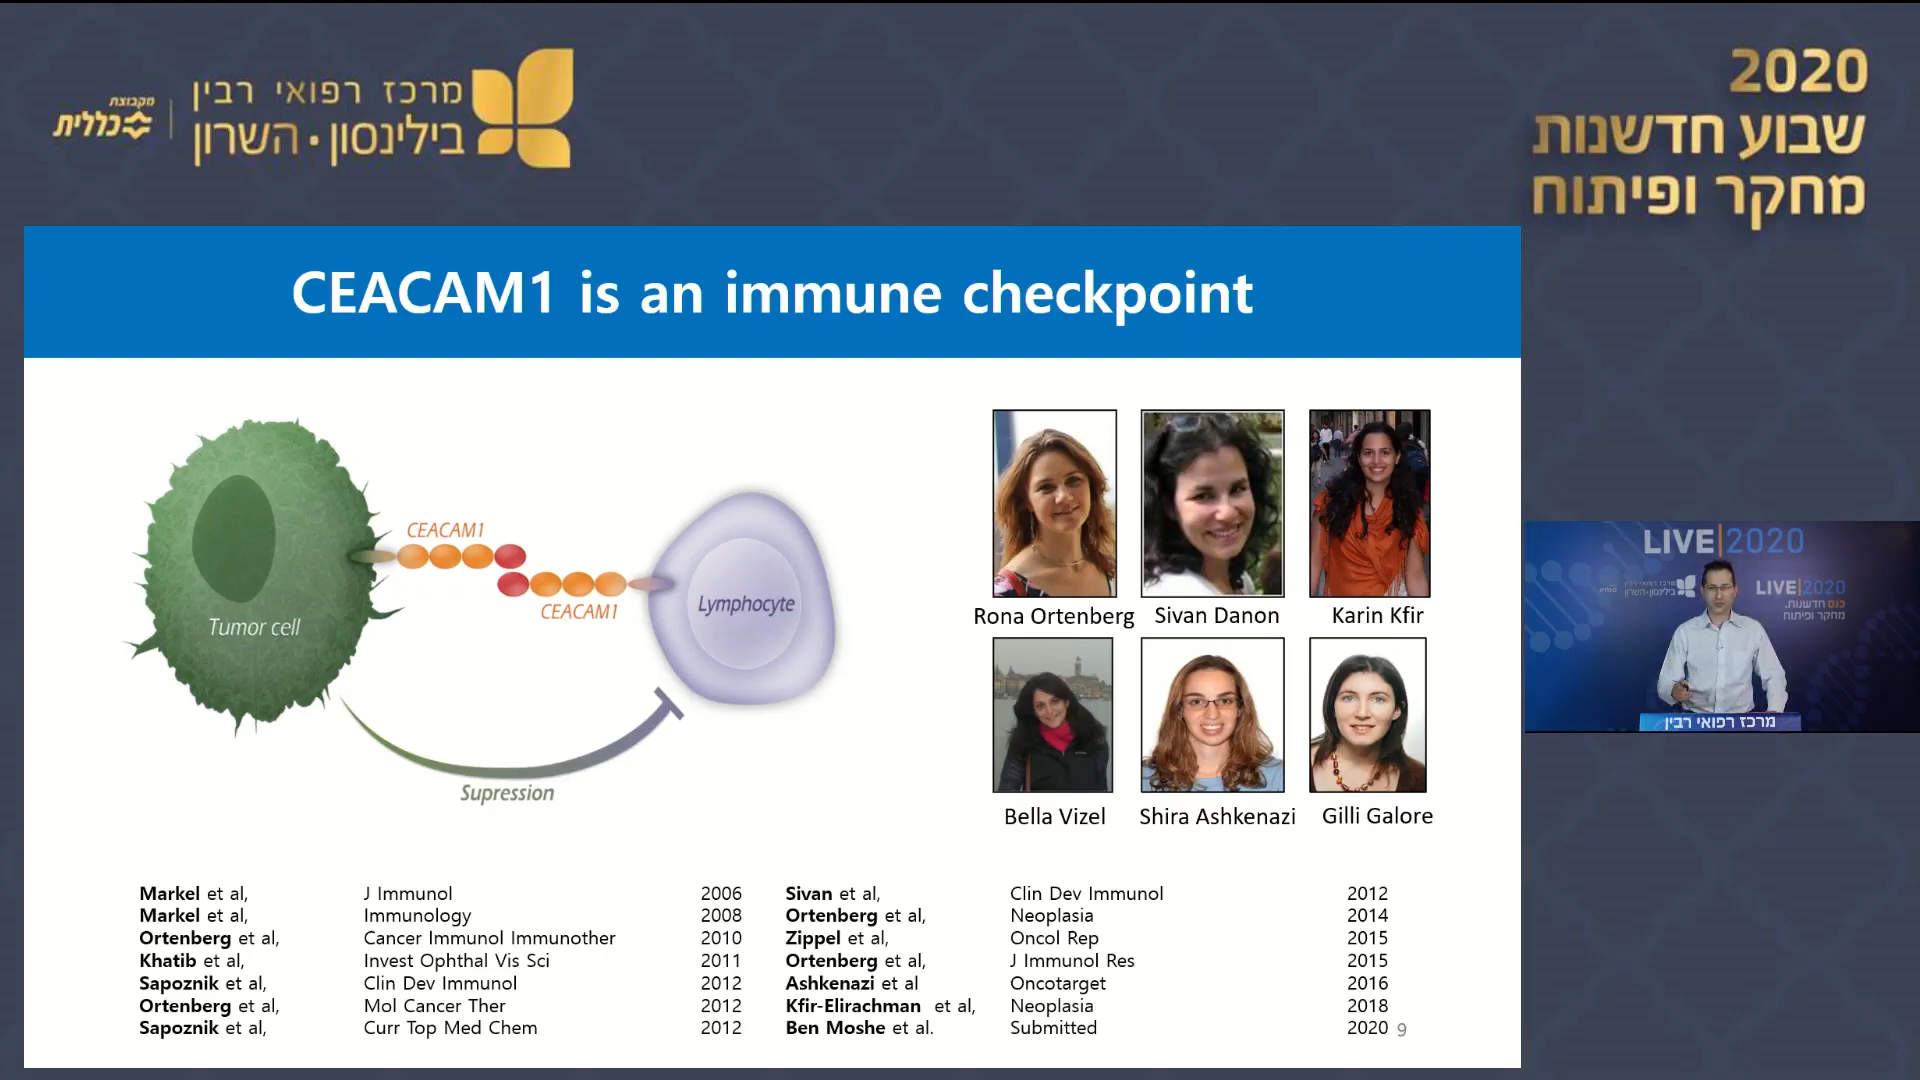 מקבוצת
כללית
מרכז רפואי רבין
בילינסון • השרון
2020
שבוע חדשנות
מחקר ופיתוח
CEACAM1 is an immune checkpoint
CEACAM1
CEACAM1
Tumor cell
Lymphocyte
Supression
Rona Ortenberg
Sivan Danon
Karin Kfir
Bella Vizel
Shira Ashkenazi
Gilli Galore
Markel et al, J Immunol 2006
Markel et al, Immunology 2008
Ortenberg et al, Cancer Immunol Immunother 2010
Khatib et al, Invest Ophthal Vis Sci 2011
Sapoznik et al, Clin Dev Immunol 2012
Ortenberg et al, Mol Cancer Ther 2012
Sapoznik et al, Curr Top Med Chem 2012
Sivan et al, Clin Dev Immunol 2012
Ortenberg et al, Neoplasia 2014
Zippel et al, Oncol Rep 2015
Ortenberg et al, J Immunol Res 2015
Ashkenazi et al Oncotarget 2016
Kfir-Elirachman et al, Neoplasia 2018
Ben Moshe et al. Submitted 2020
9
LIVE|2020
מרכז רפואי רבין
בילינסון • השרון
LIVE|2020
כנס חדשנות,
מחקר ופיתוח
מרכז רפואי רבין